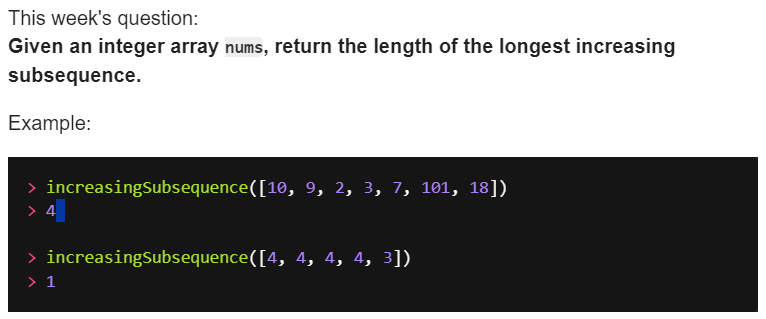 This week's question:
Given an integer array nums, return the length of the longest increasing
subsequence.
Example:
> increasingSubsequence([10, 9, 2, 3, 7, 101, 18])
> 4
> increasingSubsequence([4, 4, 4, 4, 3])
> 1